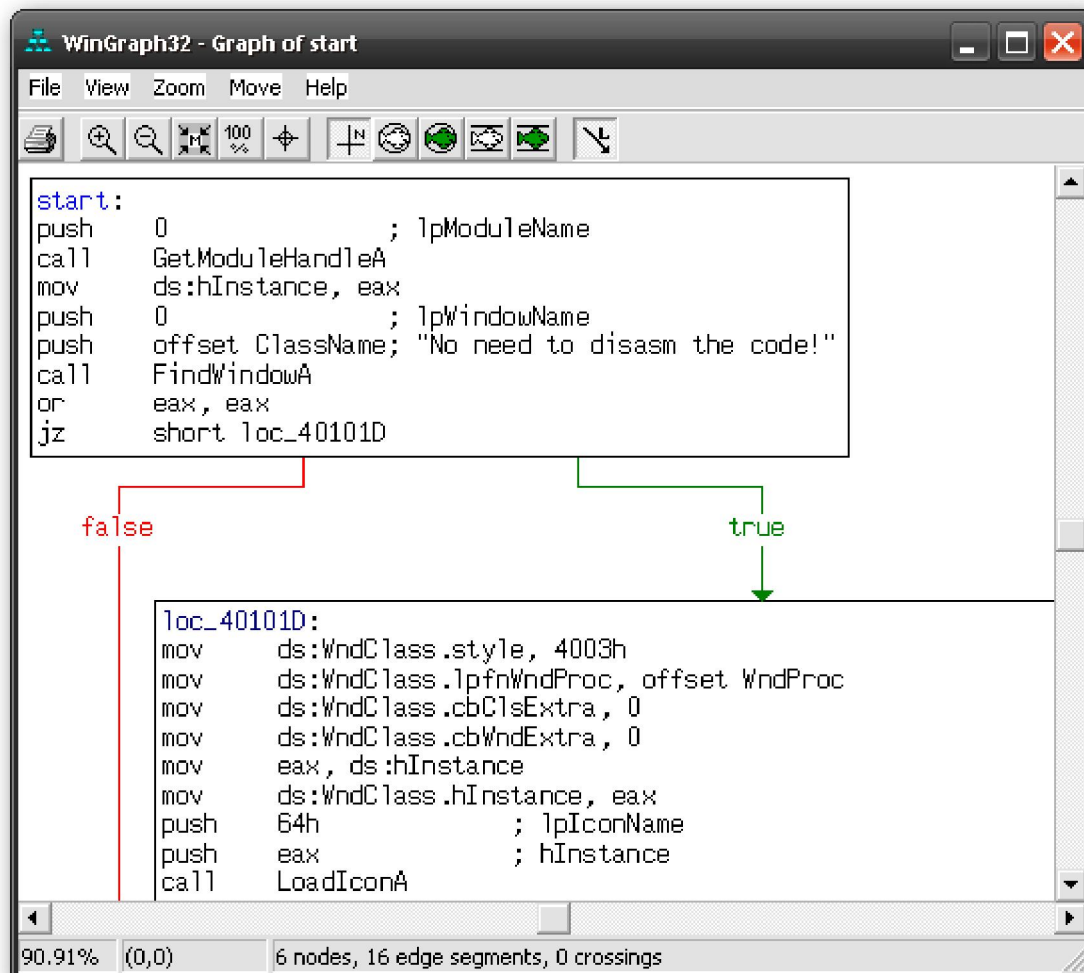 WinGraph32 - Graph of start
File View Zoom Move Help
M 100 % N
start:
push 0 ; lpModuleName
call GetModuleHandleA
mov ds:hInstance, eax
push 0 ; lpWindowName
push offset ClassName; "No need to disasm the code!"
call FindWindowA
or eax, eax
jz short loc_40101D
false true
loc_40101D:
mov ds:WndClass.style, 4003h
mov ds:WndClass.lpfnWndProc, offset WndProc
mov ds:WndClass.cbClsExtra, 0
mov ds:WndClass.cbWndExtra, 0
mov eax, ds:hInstance
mov ds:WndClass.hInstance, eax
push 64h ; lpIconName
push eax ; hInstance
call LoadIconA
90.91% (0,0) 6 nodes, 16 edge segments, 0 crossings